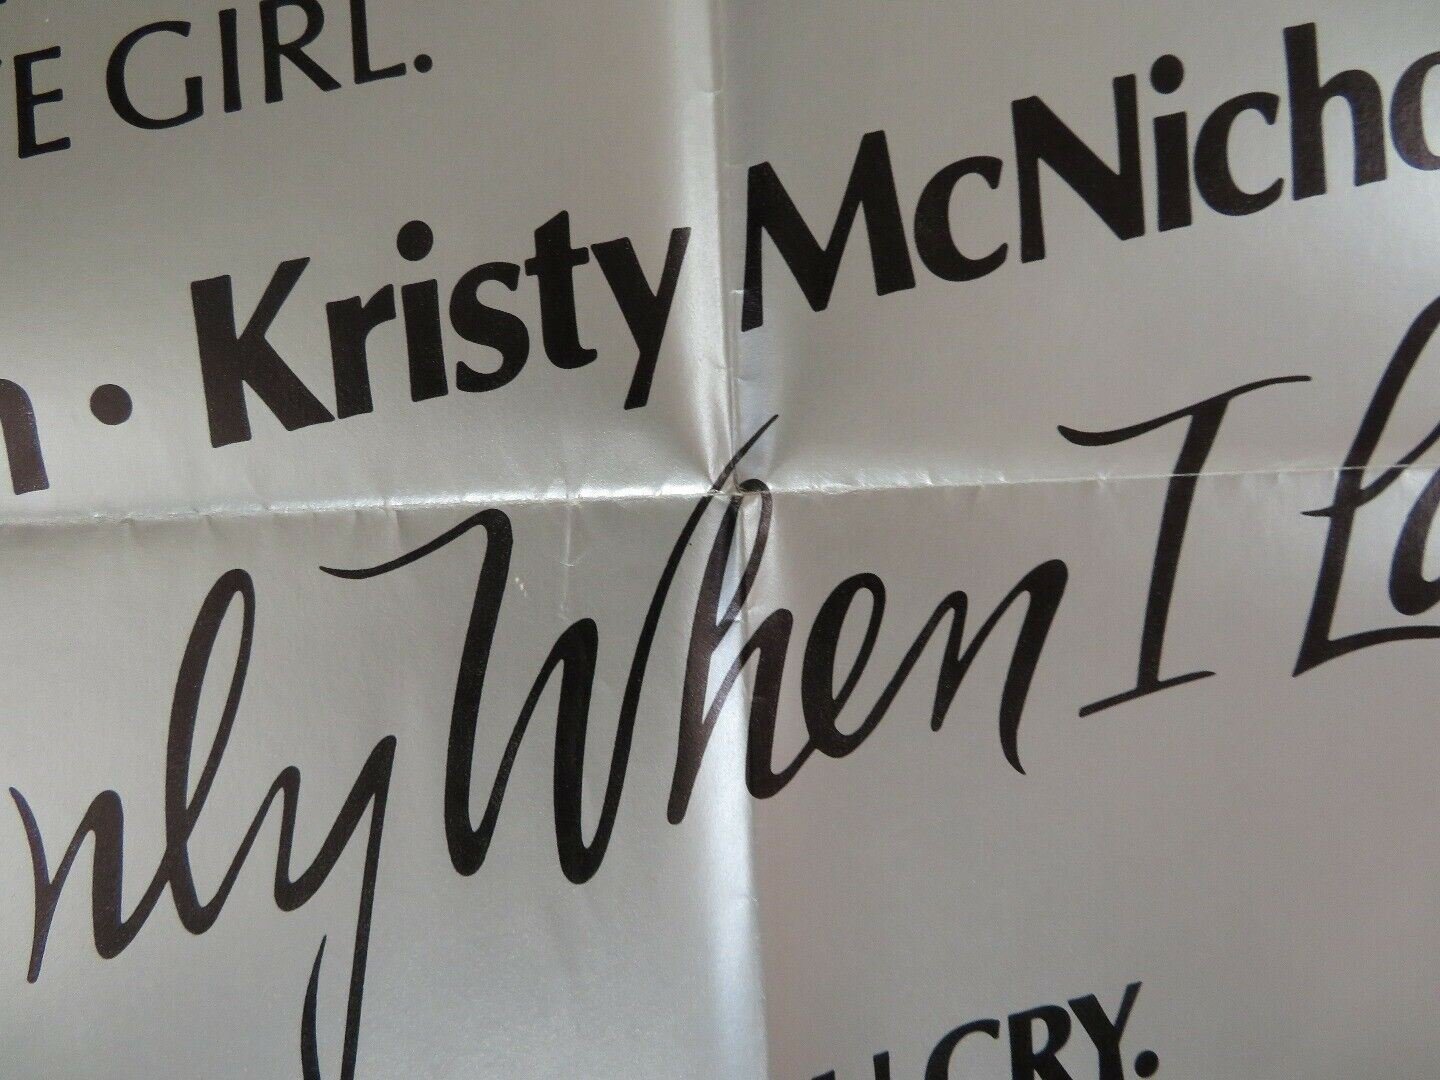 E GIRL.
n · Kristy McNicho
nly When I La
CRY.